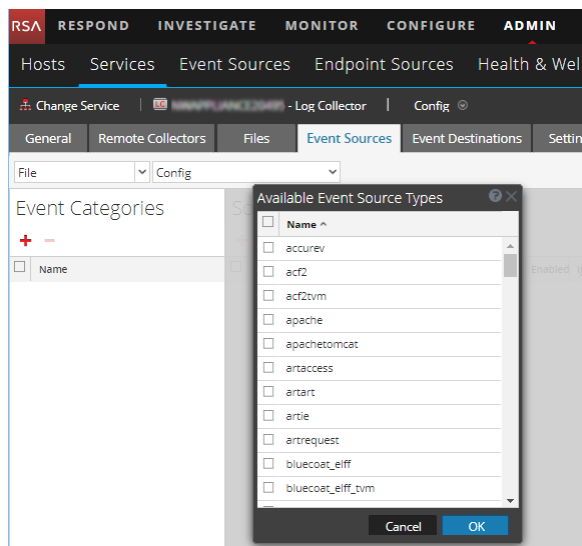 RSA RESPOND INVESTIGATE MONITOR CONFIGURE ADMIN
Hosts Services Event Sources Endpoint Sources Health & Wel
Change Service | LC - Log Collector | Config
General Remote Collectors Files Event Sources Event Destinations Settin
File Config
Available Event Source Types
Event Categories So
Name
Name
Enabled
accurev
acf2
acf2tvm
apache
apachetomcat
artaccess
artart
artie
artrequest
bluecoat_elff
bluecoat_elff_tvm
Cancel OK